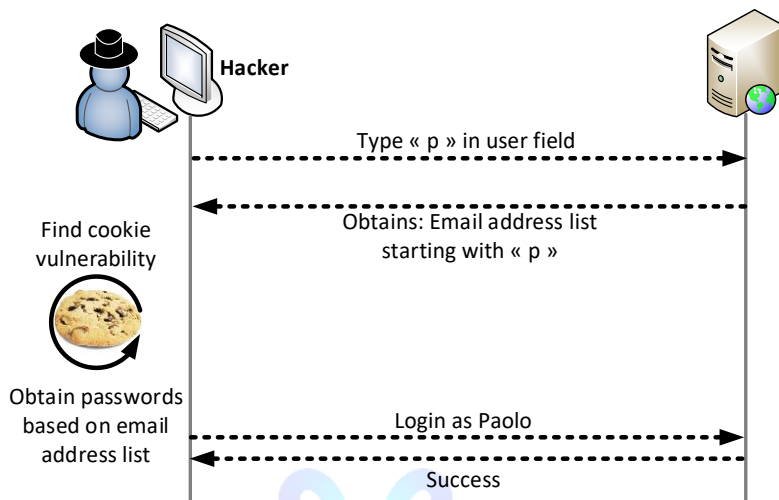 Hacker
Type « p » in user field
Obtains: Email address list
starting with « p »
Find cookie
vulnerability
Obtain passwords
based on email
address list
Login as Paolo
Success